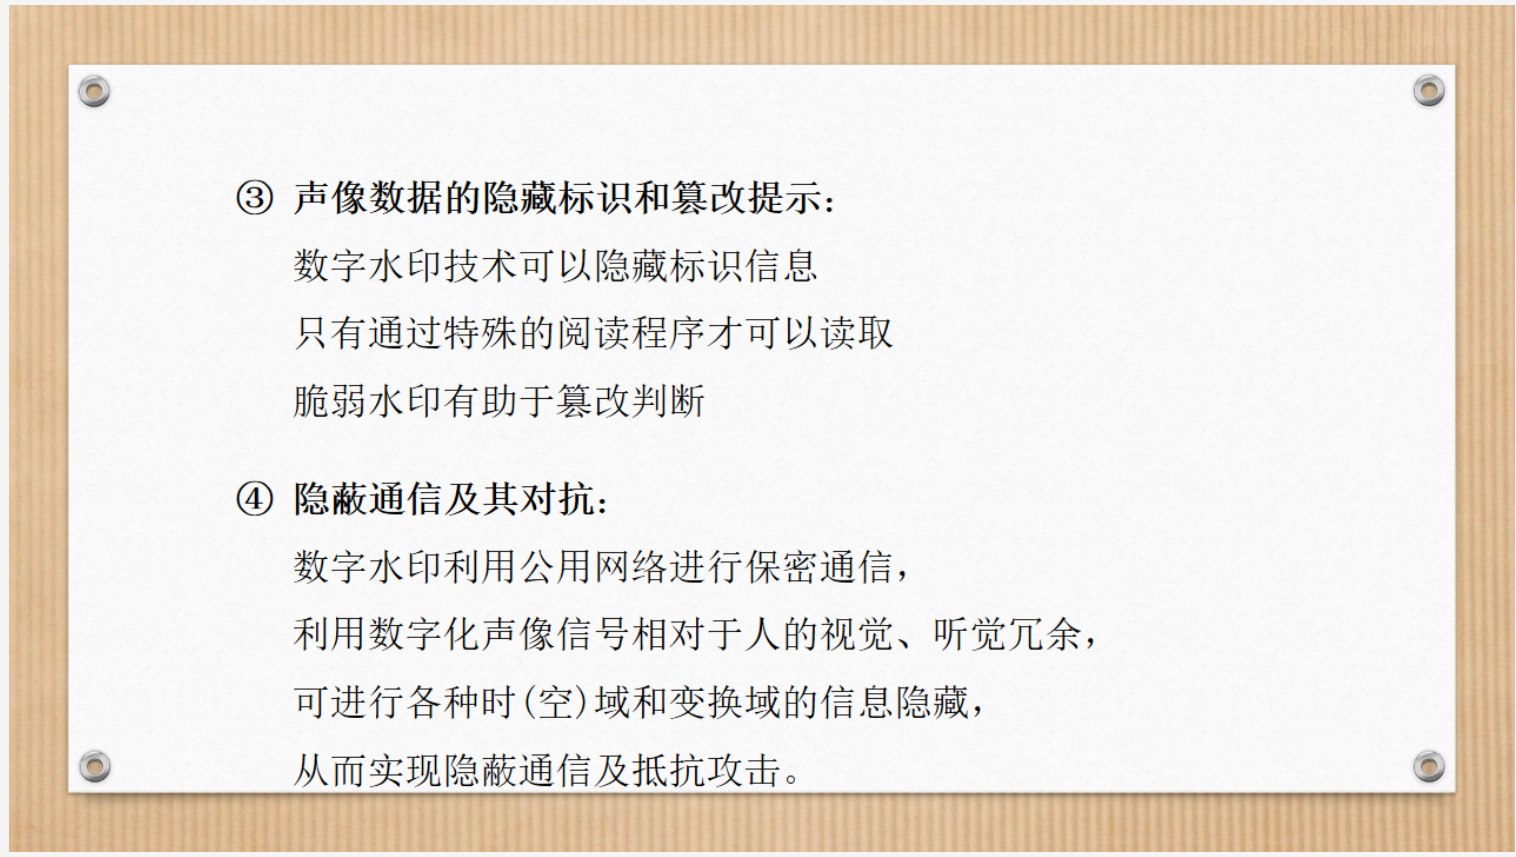 ③ 声像数据的隐藏标识和篡改提示:
数字水印技术可以隐藏标识信息
只有通过特殊的阅读程序才可以读取
脆弱水印有助于篡改判断
④ 隐蔽通信及其对抗:
数字水印利用公用网络进行保密通信,
利用数字化声像信号相对于人的视觉、听觉冗余,
可进行各种时(空)域和变换域的信息隐藏,
从而实现隐蔽通信及抵抗攻击。